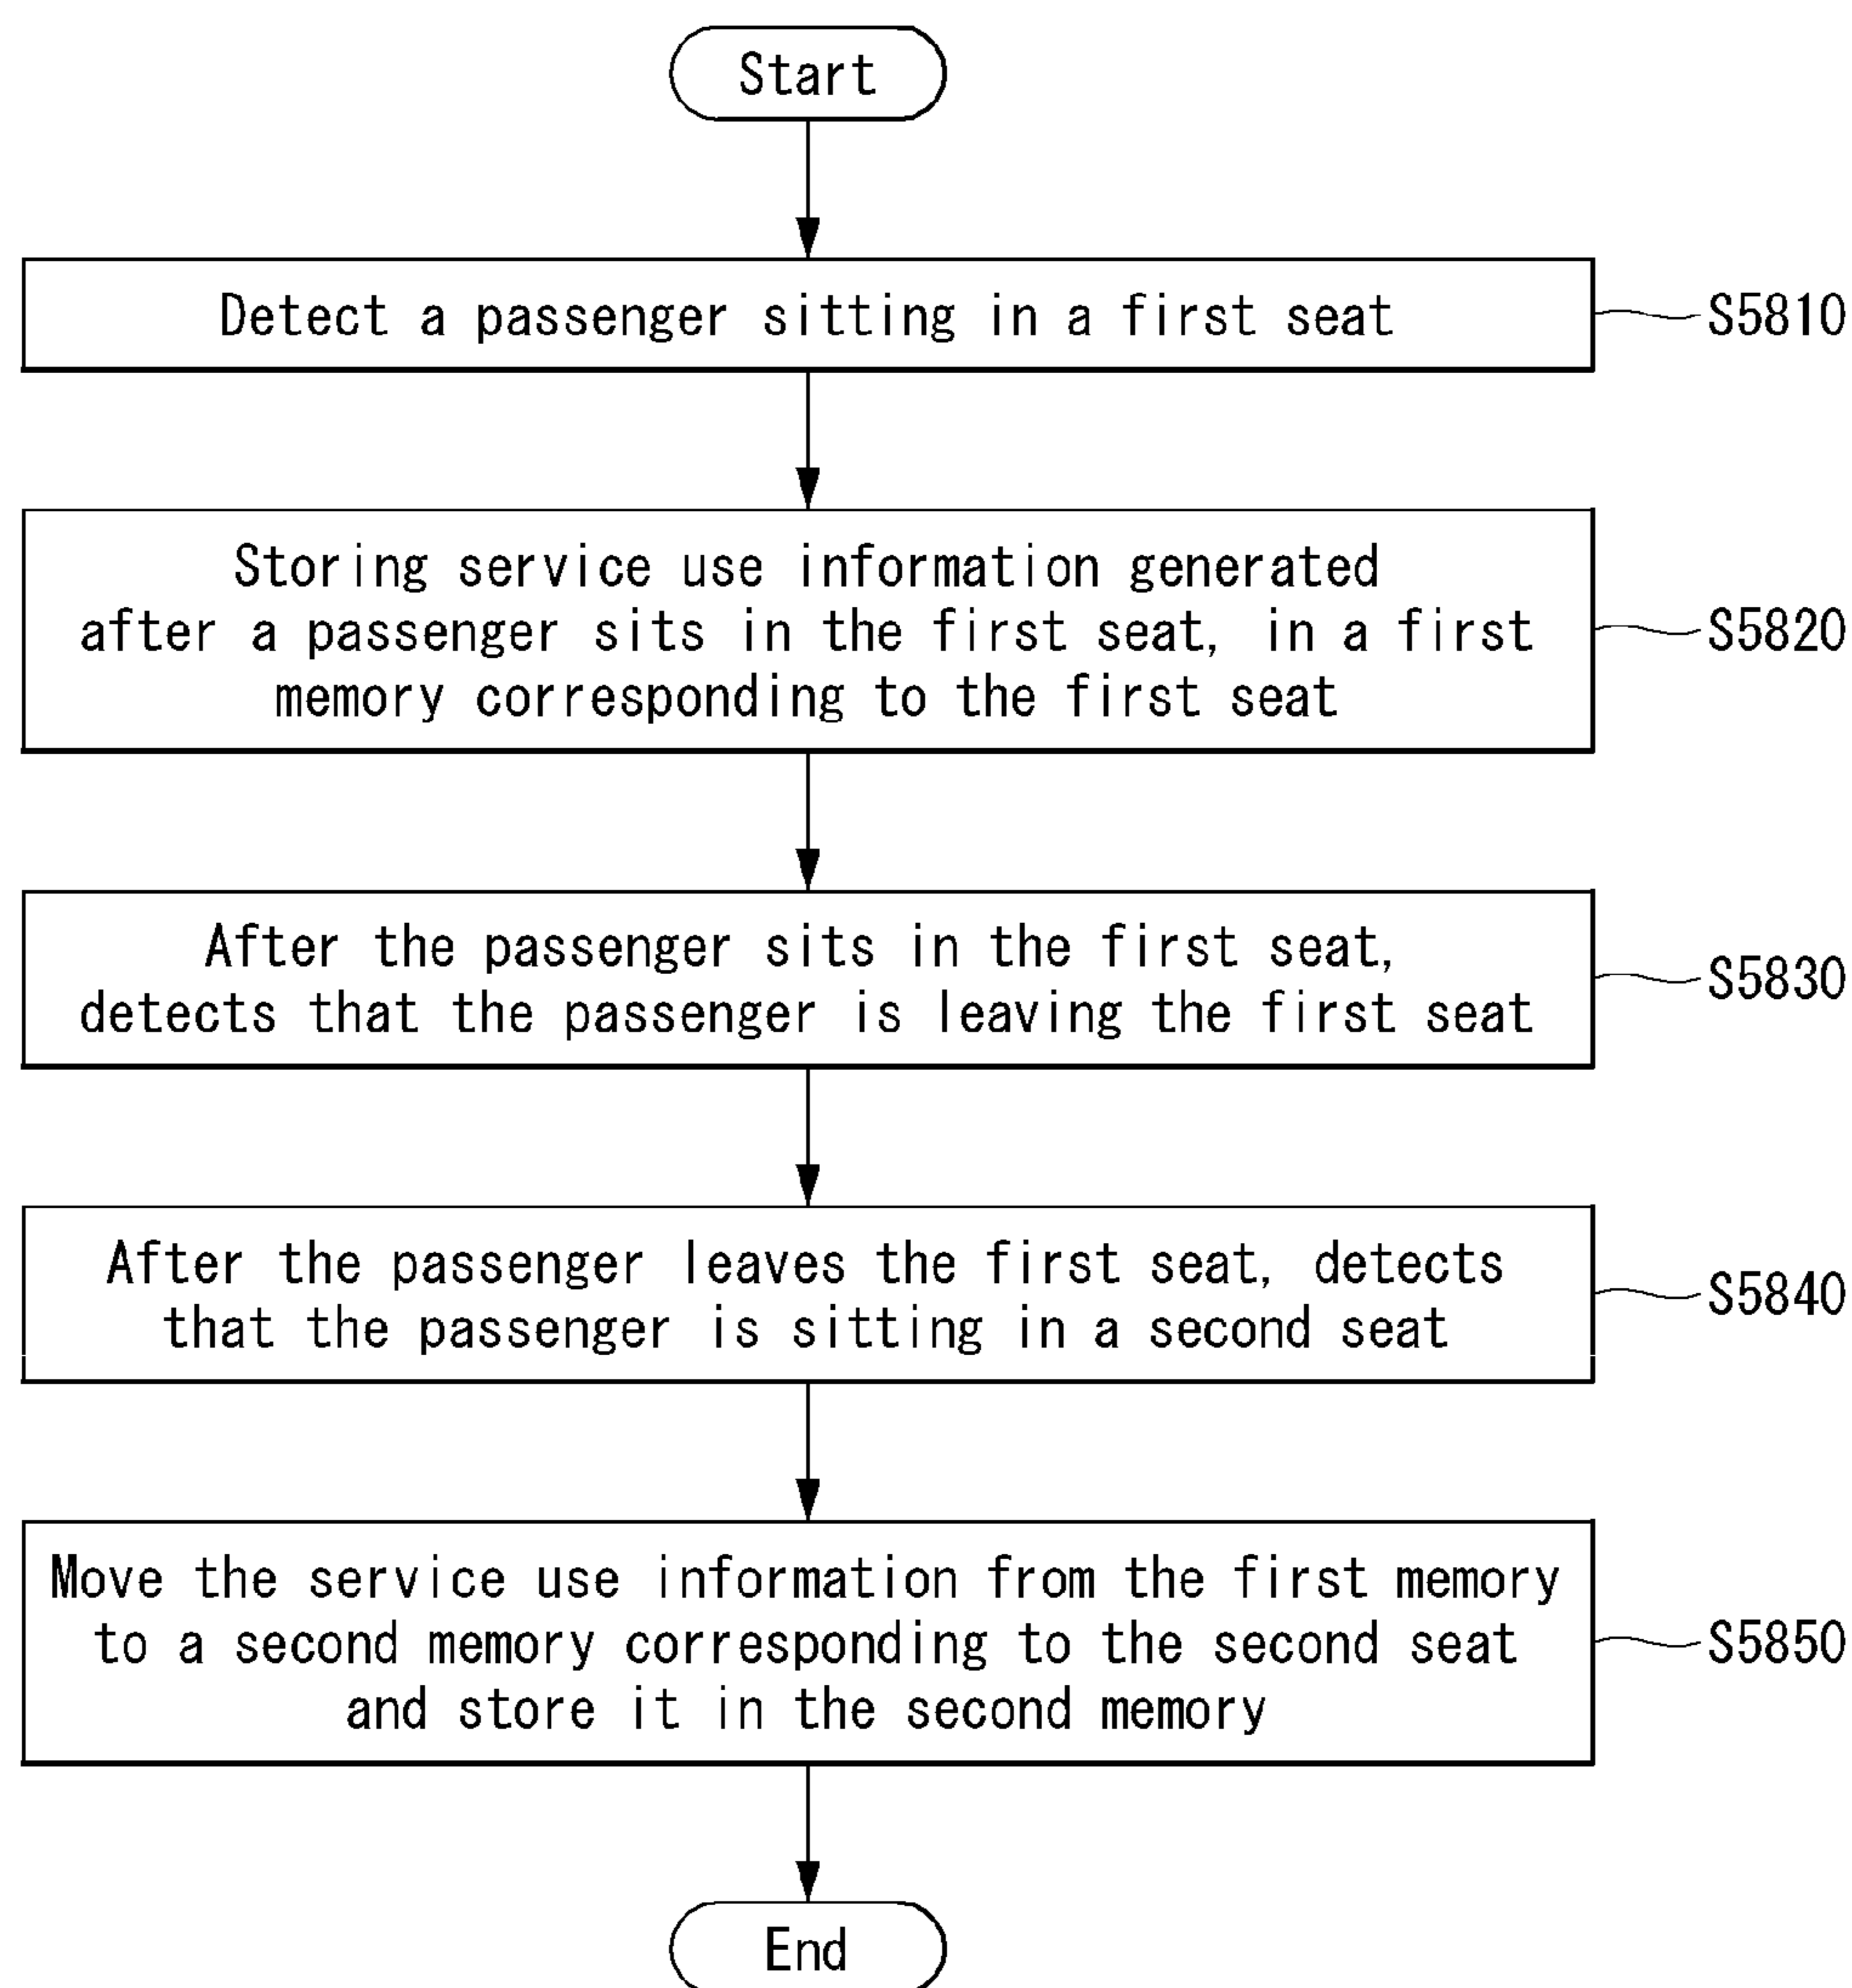 Start
Detect a passenger sitting in a first seat
S5810
Storing service use information generated
after a passenger sits in the first seat, in a first
memory corresponding to the first seat
S5820
After the passenger sits in the first seat,
detects that the passenger is leaving the first seat
S5830
After the passenger leaves the first seat, detects
that the passenger is sitting in a second seat
S5840
Move the service use information from the first memory
to a second memory corresponding to the second seat
and store it in the second memory
S5850
End